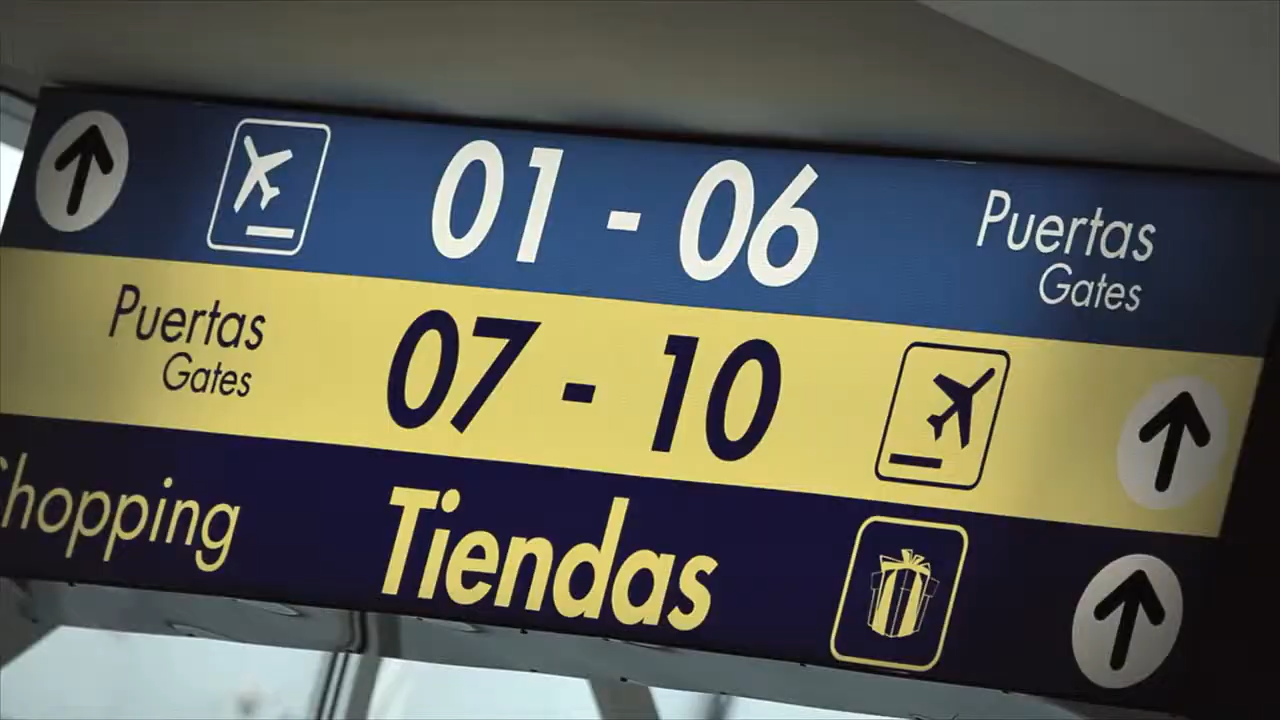 01 - 06
Puertas
Gates
Puertas
Gates
07 - 10
Shopping
Tiendas